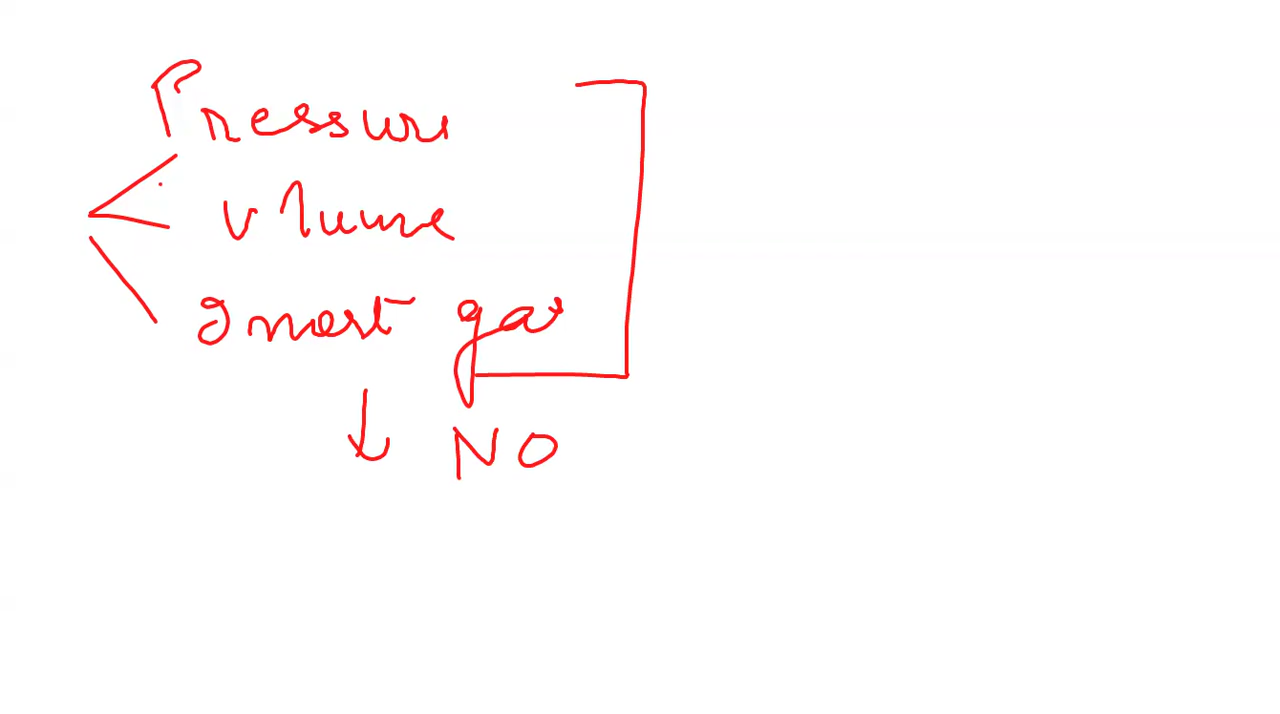 Pressure
Volume
Inert gas
↓ NO